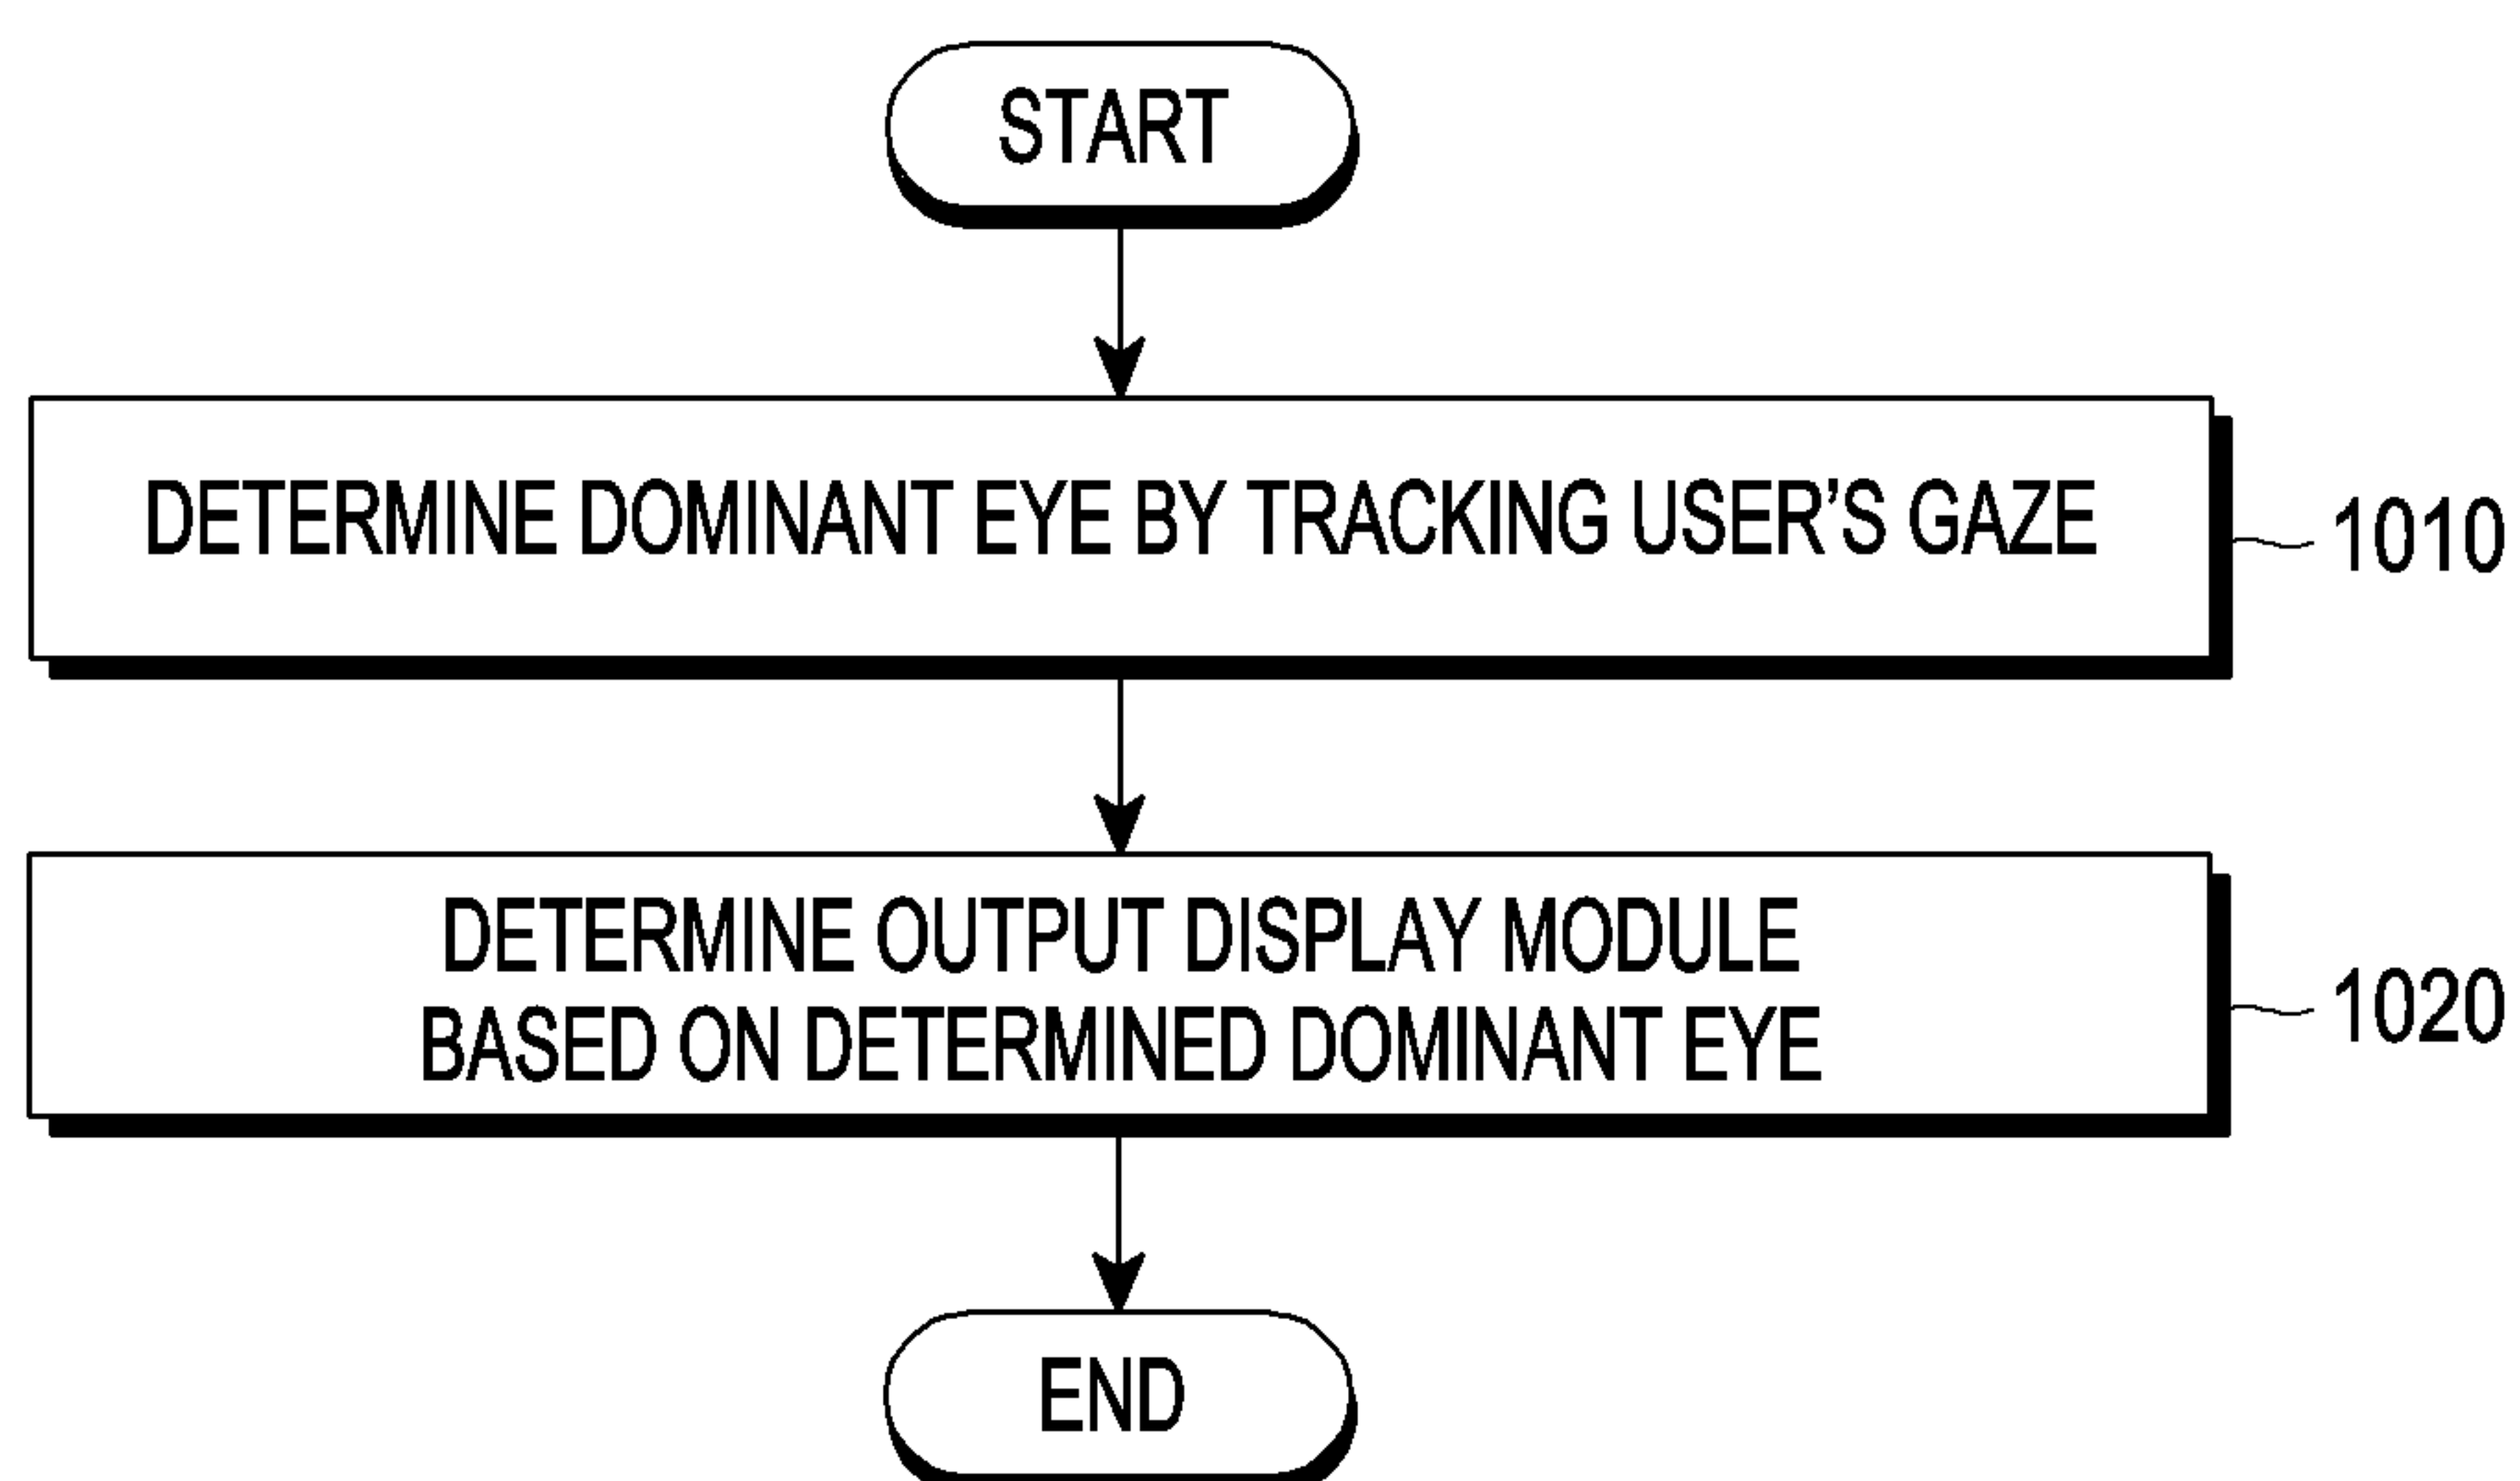 START
DETERMINE DOMINANT EYE BY TRACKING USER’S GAZE
1010
DETERMINE OUTPUT DISPLAY MODULE
BASED ON DETERMINED DOMINANT EYE
1020
END